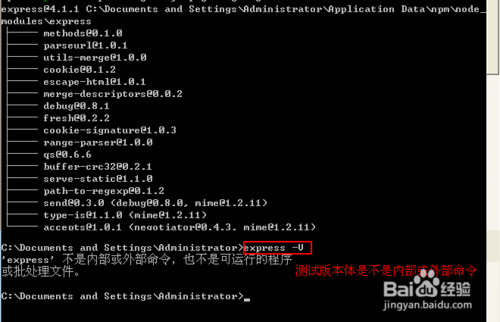 express@4.1.1 C:\Documents and Settings\Administrator\Application Data\npm\node_
modules\express
├── methods@0.1.0
├── parseurl@1.0.1
├── utils-merge@1.0.0
├── cookie@0.1.2
├── escape-html@1.0.1
├── merge-descriptors@0.0.2
├── debug@0.8.1
├── fresh@0.2.2
├── cookie-signature@1.0.3
├── range-parser@1.0.0
├── qs@0.6.6
├── buffer-crc32@0.2.1
├── serve-static@1.1.0
├── path-to-regexp@0.1.2
├── send@0.3.0 (debug@0.8.0, mime@1.2.11)
├── type-is@1.1.0 (mime@1.2.11)
└── accepts@1.0.1 (negotiator@0.4.3, mime@1.2.11)
C:\Documents and Settings\Administrator>express -V
'express' 不是内部或外部命令，也不是可运行的程序
或批处理文件。
测试版本体是不是内部或外部命令
C:\Documents and Settings\Administrator>_
Baidu 百度 经验
jingyan.baidu.com